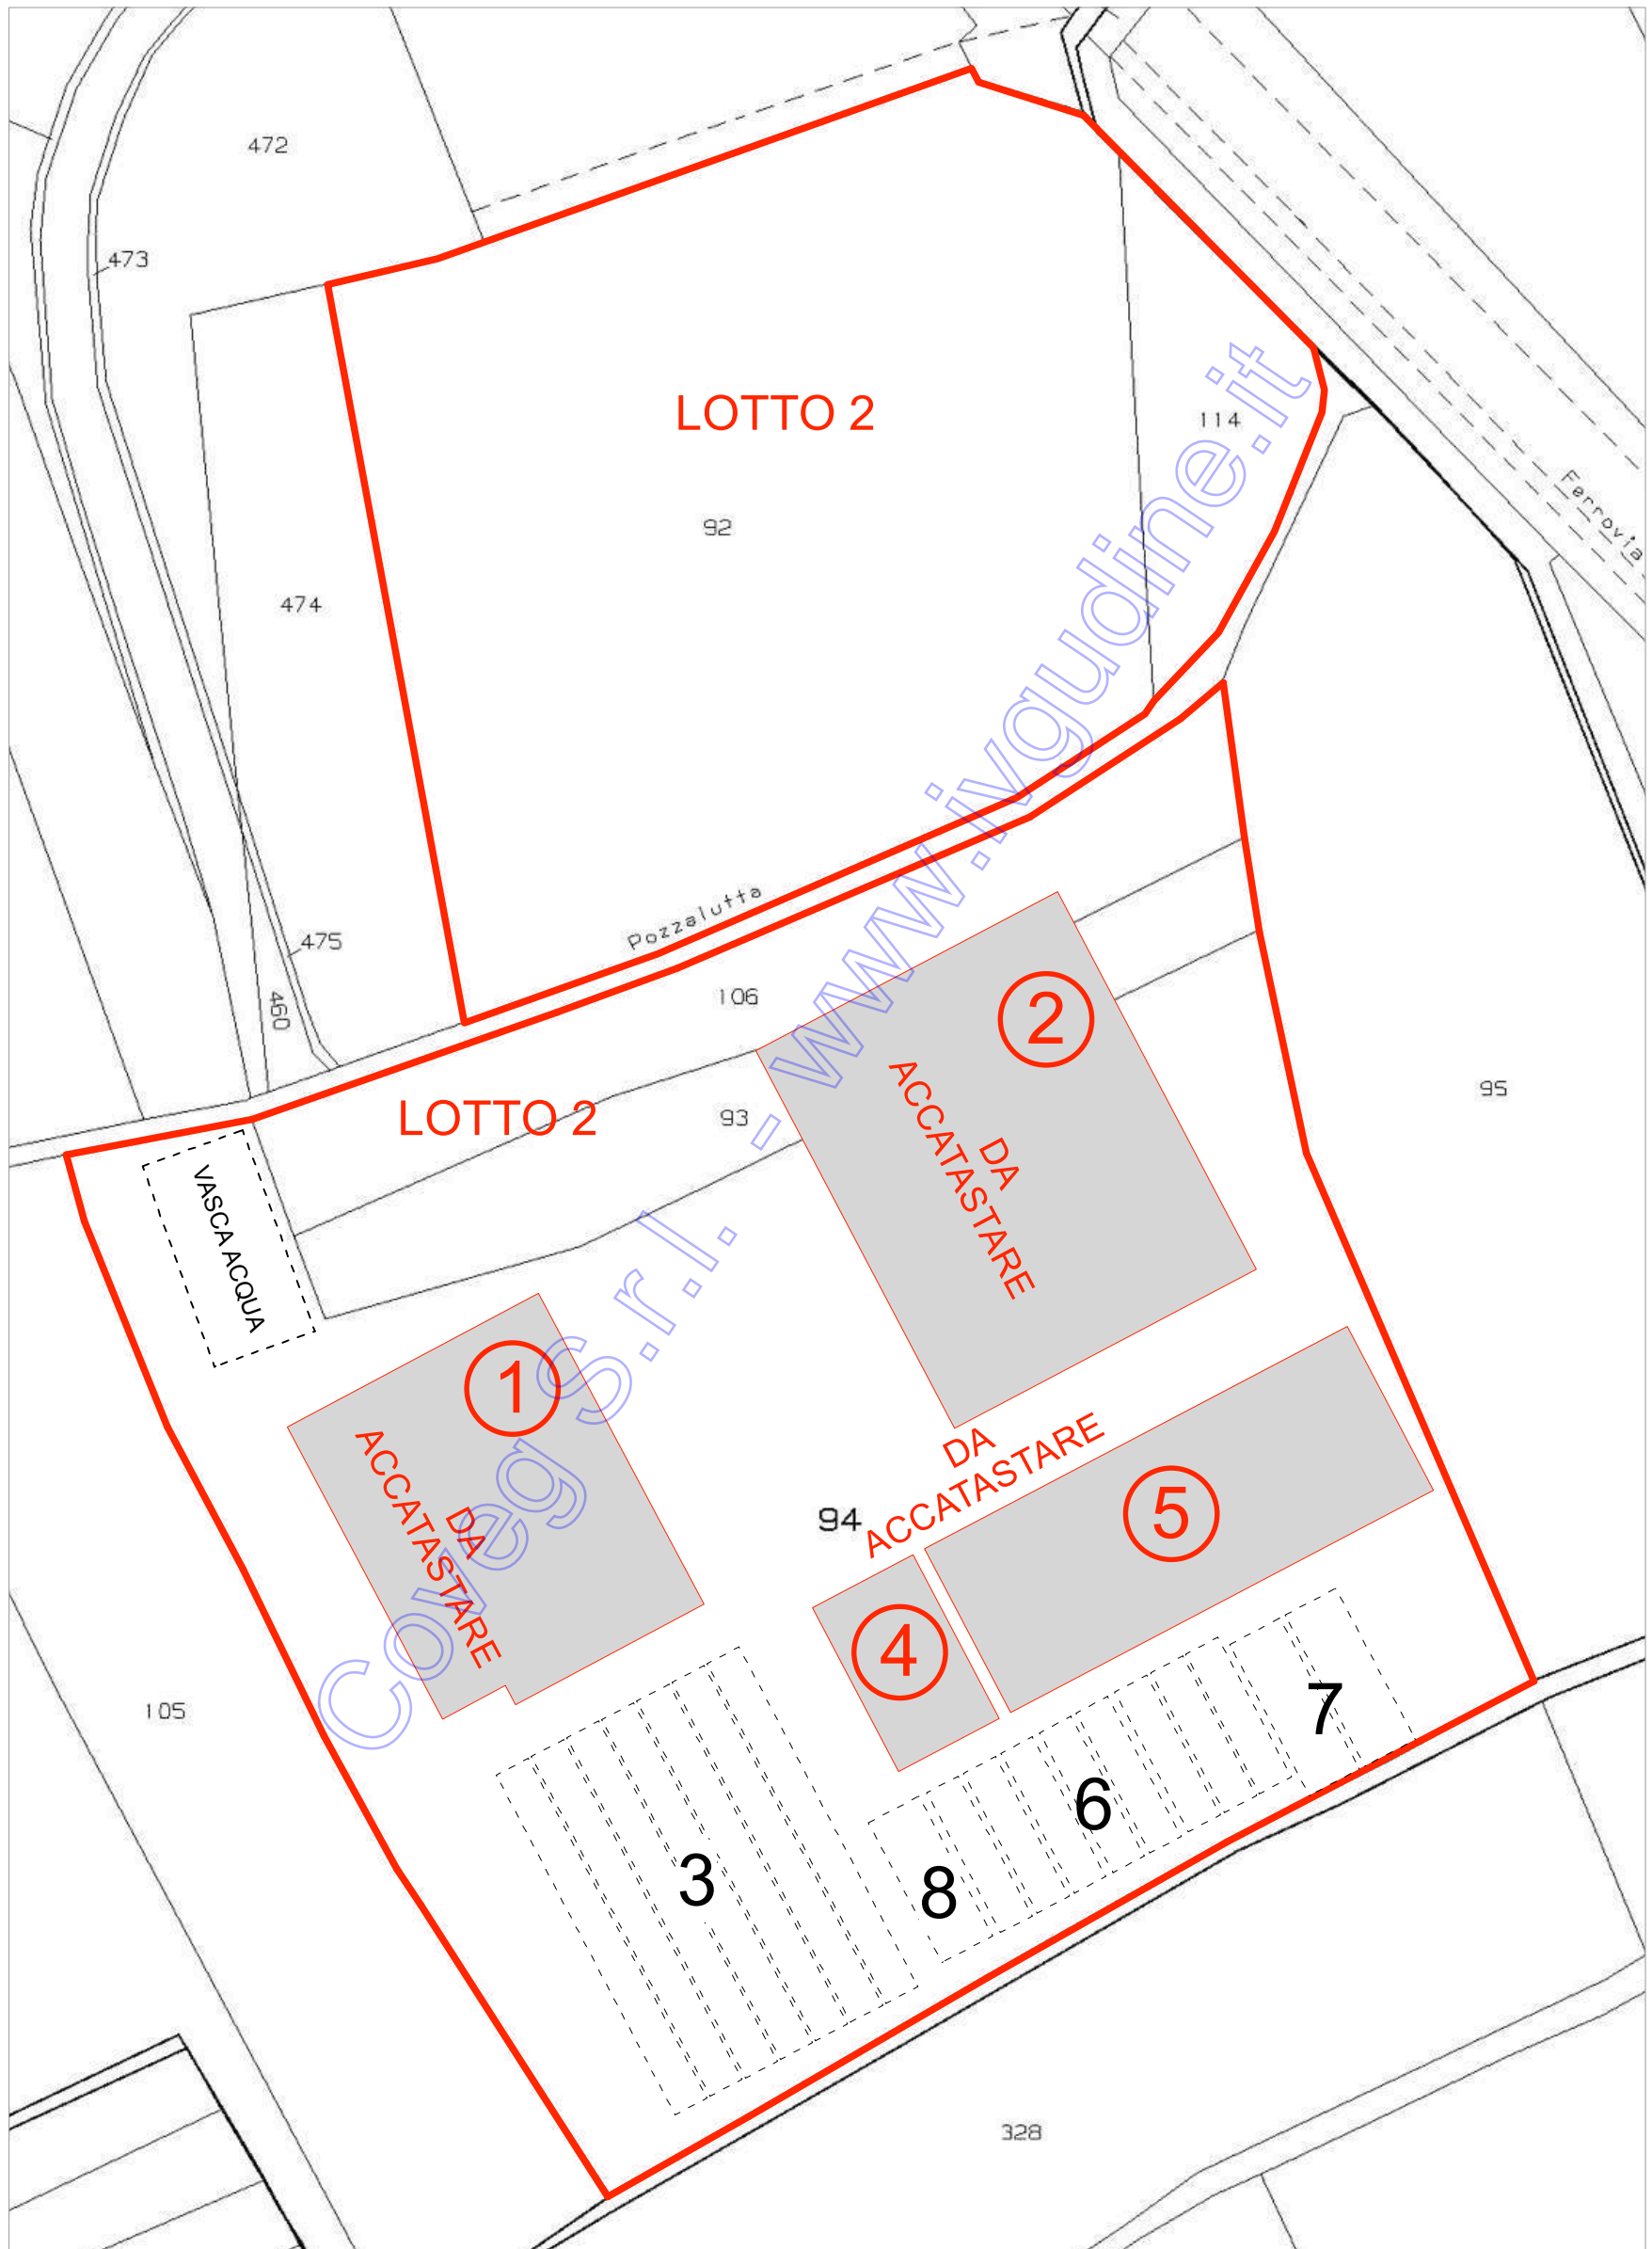 472
473
LOTTO 2
114
Ferrovia
92
474
Pozzalutta
475
106
460
2
95
LOTTO 2
93
DA
ACCATASTARE
VASCA ACQUA
1
DA
ACCATASTARE
DA
ACCATASTARE
94
5
4
105
7
6
3
8
328
Coveg S.r.l. - www.ivgudine.it